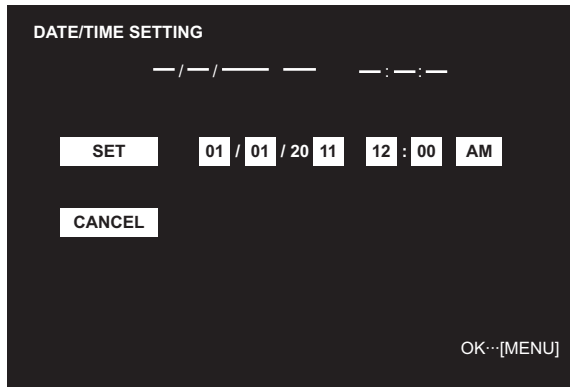 DATE/TIME SETTING
—/—/—— —— —:—:—
SET 01 / 01 / 20 11 12 : 00 AM
CANCEL
OK···[MENU]